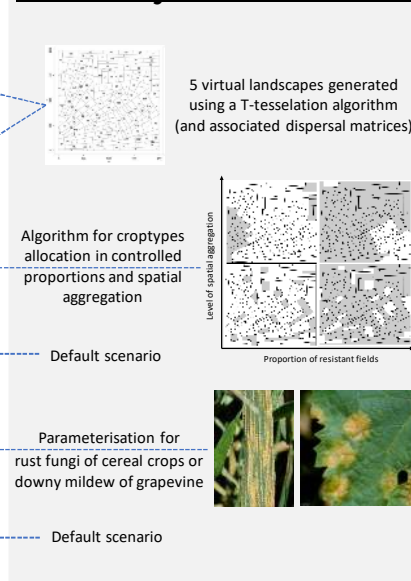 5 virtual landscapes generated
using a T-tesselation algorithm
(and associated dispersal matrices)
Algorithm for croptypes
allocation in controlled
proportions and spatial
aggregation
Level of spatial aggregation
Proportion of resistant fields
Default scenario
Parameterisation for
rust fungi of cereal crops or
downy mildew of grapevine
Default scenario